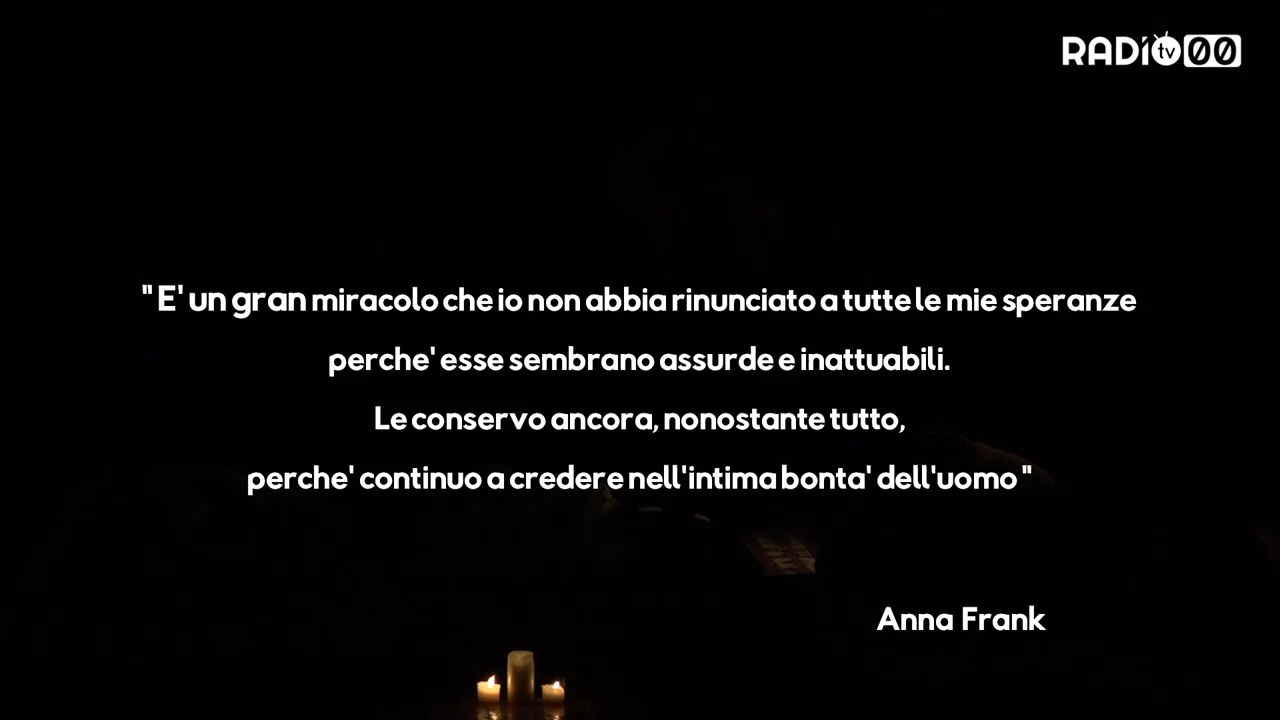 RADIO tv 00
" E' un gran miracolo che io non abbia rinunciato a tutte le mie speranze
perche' esse sembrano assurde e inattuabili.
Le conservo ancora, nonostante tutto,
perche' continuo a credere nell'intima bonta' dell'uomo "
Anna Frank